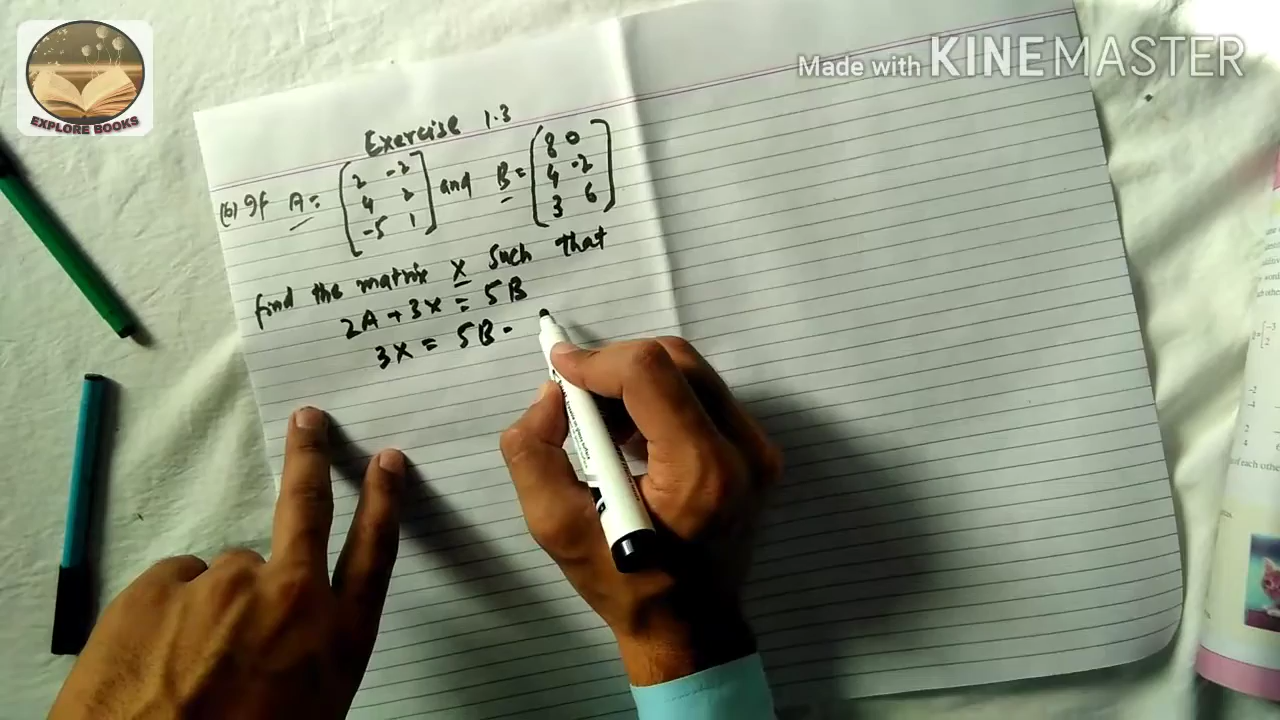 EXPLORE BOOKS
Made with KINEMASTER
Exercise 1.3
(b) If A = [2 -2
4 2
-5 1] and B = [8 0
4 -2
3 6]
find the matrix X such that
2A + 3X = 5B
3X = 5B -